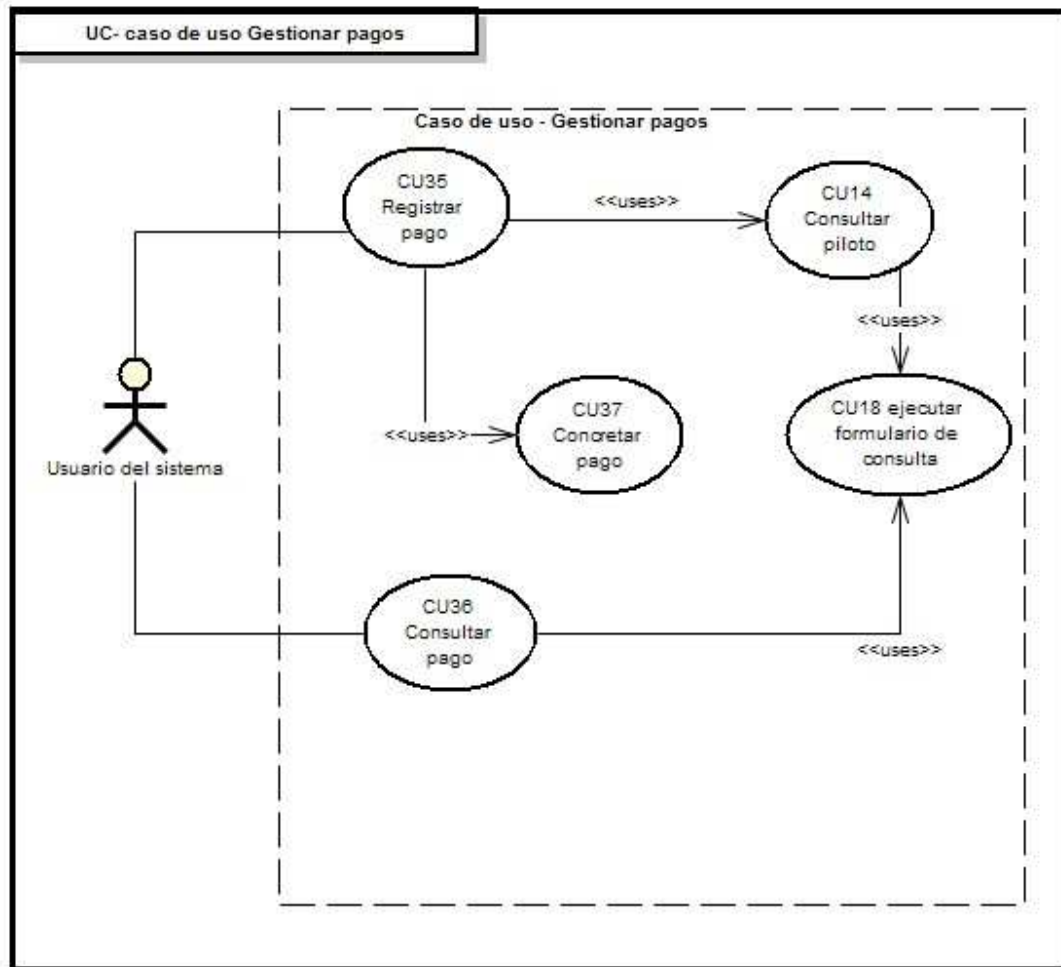 UC- caso de uso Gestionar pagos
Caso de uso - Gestionar pagos
CU35
Registrar
pago
<<uses>>
CU14
Consultar
piloto
<<uses>>
CU37
Concretar
pago
<<uses>>
CU18 ejecutar
formulario de
consulta
Usuario del sistema
CU36
Consultar
pago
<<uses>>